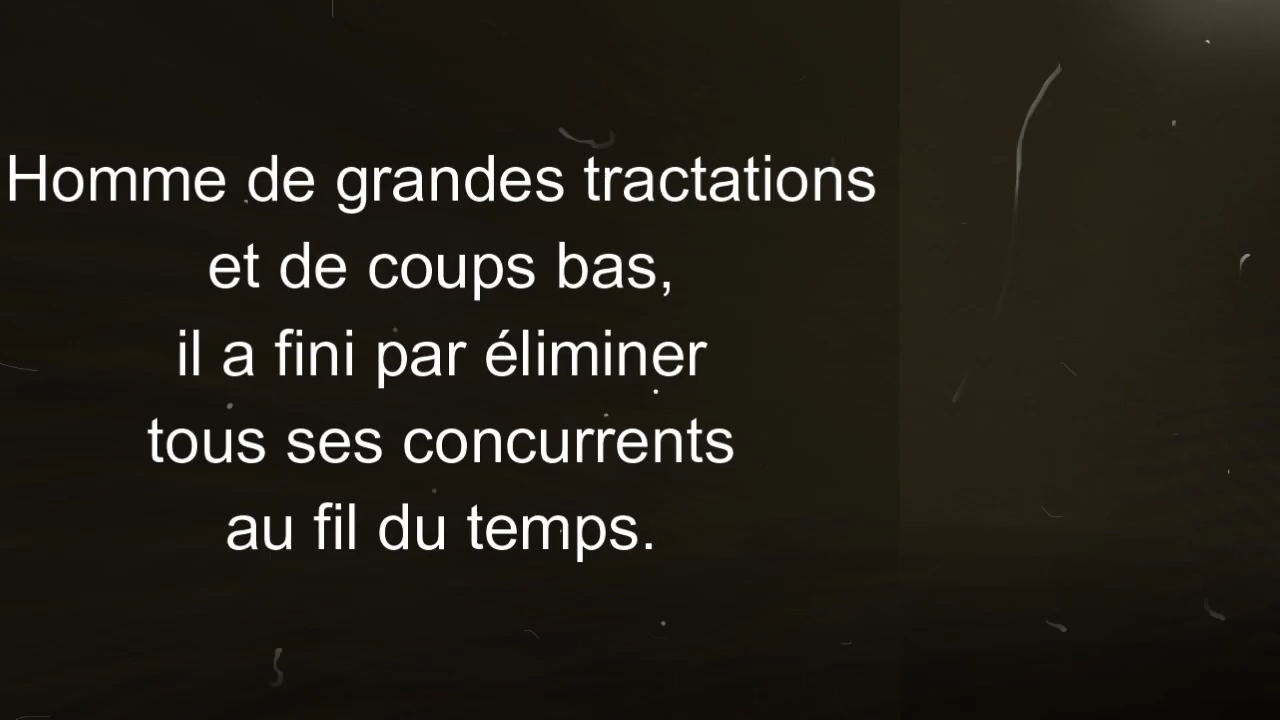 Homme de grandes tractations
et de coups bas,
il a fini par éliminer
tous ses concurrents
au fil du temps.